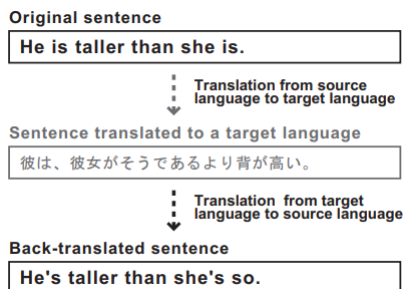 Original sentence
He is taller than she is.
Translation from source
language to target language
Sentence translated to a target language
彼は、彼女がそうであるより背が高い。
Translation from target
language to source language
Back-translated sentence
He's taller than she's so.